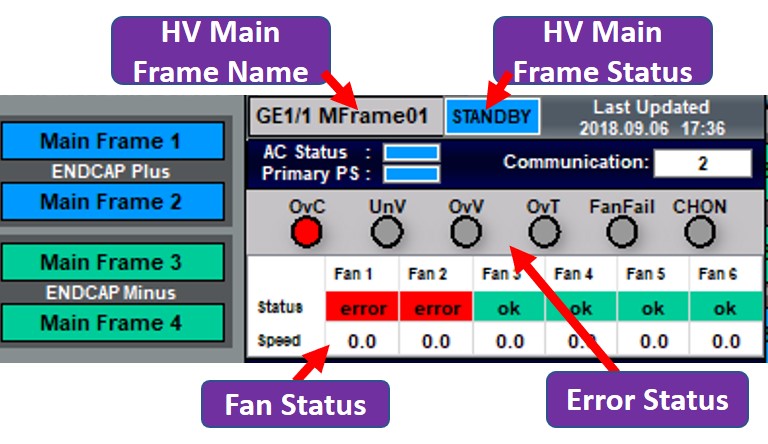 HV Main
Frame Name
HV Main
Frame Status
GE1/1 MFrame01
STANDBY
Last Updated
2018.09.06 17:36
Main Frame 1
ENDCAP Plus
Main Frame 2
Main Frame 3
ENDCAP Minus
Main Frame 4
AC Status :
Primary PS :
Communication: 2
OvC UnV OvV OvT FanFail CHON
Fan 1 Fan 2 Fan 3 Fan 4 Fan 5 Fan 6
Status error error ok ok ok ok
Speed 0.0 0.0 0.0 0.0 0.0 0.0
Fan Status
Error Status